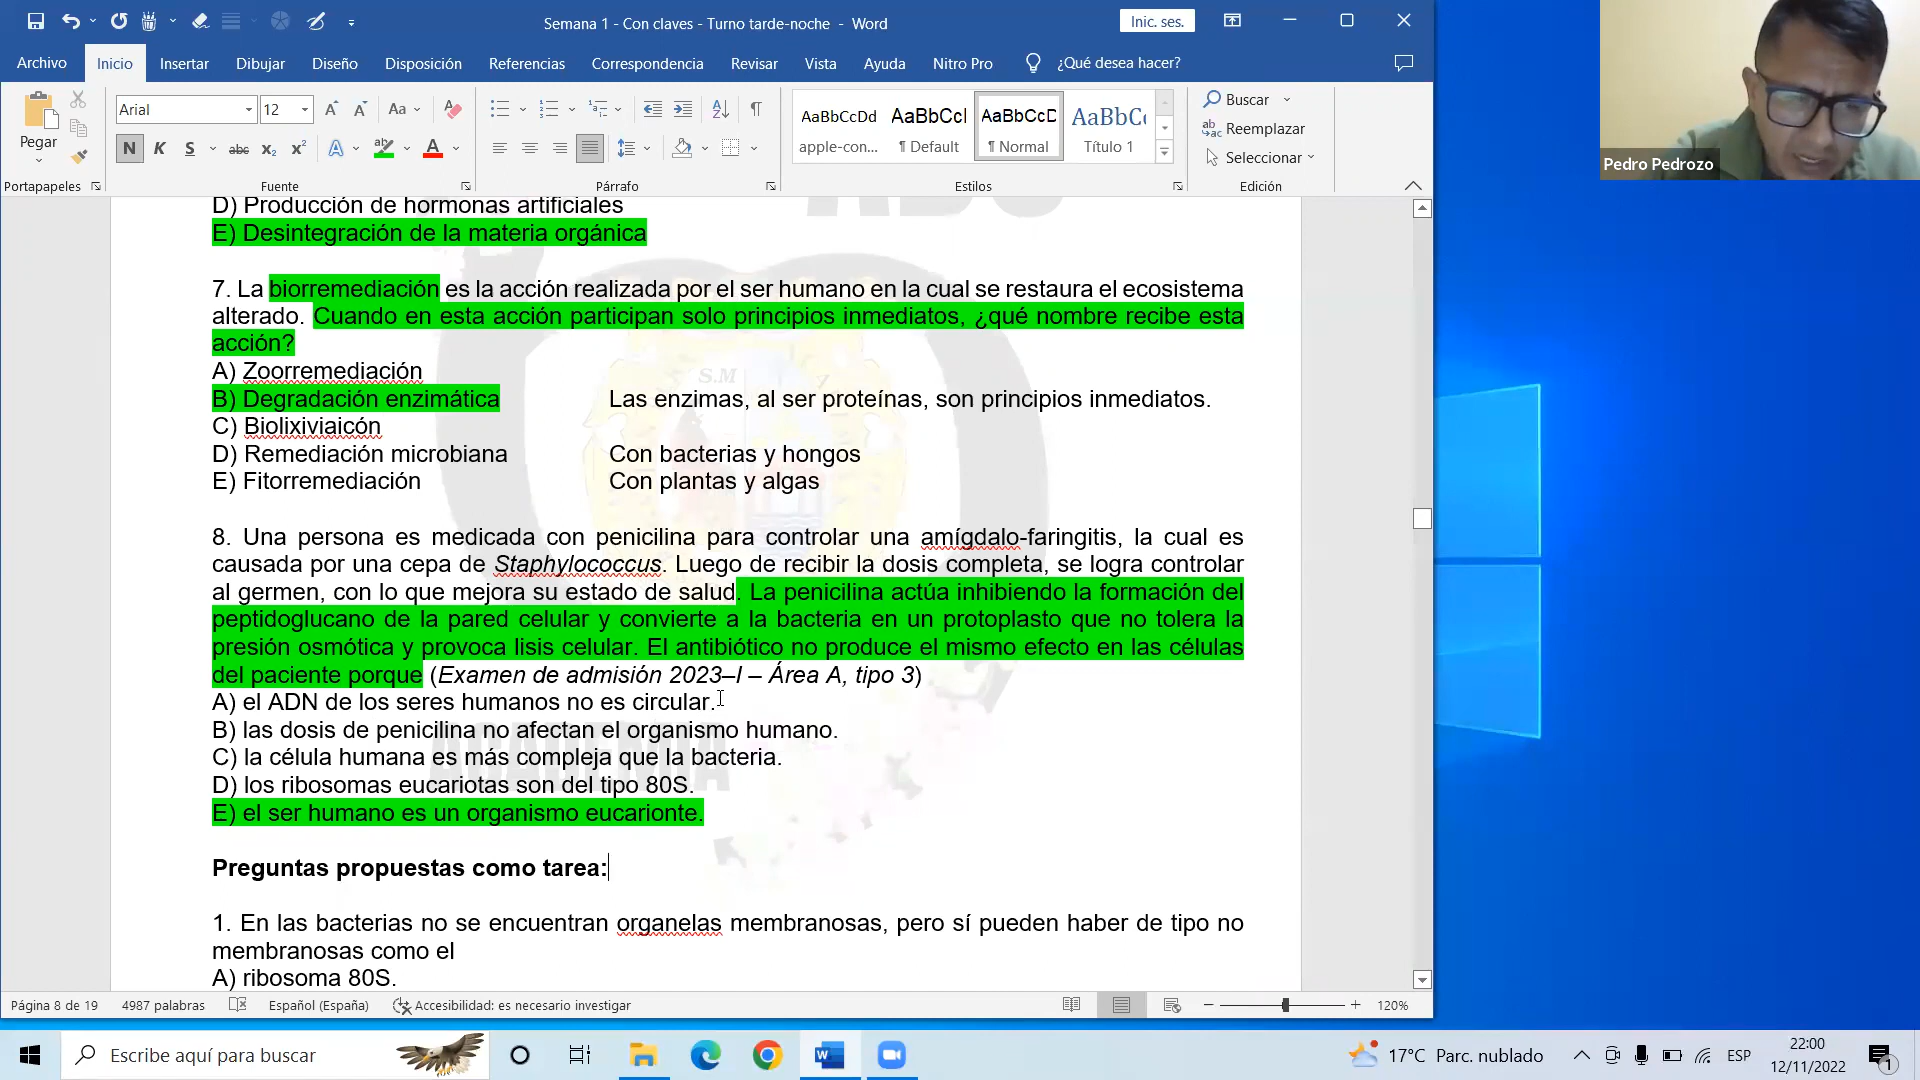 Semana 1 - Con claves - Turno tarde-noche - Word
Inic. ses.
Archivo Inicio Insertar Dibujar Diseño Disposición Referencias Correspondencia Revisar Vista Ayuda Nitro Pro ¿Qué desea hacer?
Pegar
Portapapeles
Arial 12
Aa
N K S abc x₂ x² A ab A
Fuente
Párrafo
AaBbCcDd AaBbCcI AaBbCcD AaBbC
apple-con... ¶ Default ¶ Normal Título 1
Estilos
Buscar
Reemplazar
Seleccionar
Edición
Pedro Pedrozo
D) Producción de hormonas artificiales
E) Desintegración de la materia orgánica
7. La biorremediación es la acción realizada por el ser humano en la cual se restaura el ecosistema
alterado. Cuando en esta acción participan solo principios inmediatos, ¿qué nombre recibe esta
acción?
A) Zoorremediación
B) Degradación enzimática Las enzimas, al ser proteínas, son principios inmediatos.
C) Biolixiviaicón
D) Remediación microbiana Con bacterias y hongos
E) Fitorremediación Con plantas y algas
S.M
8. Una persona es medicada con penicilina para controlar una amígdalo-faringitis, la cual es
causada por una cepa de Staphylococcus. Luego de recibir la dosis completa, se logra controlar
al germen, con lo que mejora su estado de salud. La penicilina actúa inhibiendo la formación del
peptidoglucano de la pared celular y convierte a la bacteria en un protoplasto que no tolera la
presión osmótica y provoca lisis celular. El antibiótico no produce el mismo efecto en las células
del paciente porque (Examen de admisión 2023–I – Área A, tipo 3)
A) el ADN de los seres humanos no es circular.
B) las dosis de penicilina no afectan el organismo humano.
C) la célula humana es más compleja que la bacteria.
D) los ribosomas eucariotas son del tipo 80S.
E) el ser humano es un organismo eucarionte.
ACADEMIA
Preguntas propuestas como tarea:
1. En las bacterias no se encuentran organelas membranosas, pero sí pueden haber de tipo no
membranosas como el
A) ribosoma 80S.
Página 8 de 19 4987 palabras Español (España) Accesibilidad: es necesario investigar 120%
Escribe aquí para buscar
17°C Parc. nublado
ESP
22:00
12/11/2022
1